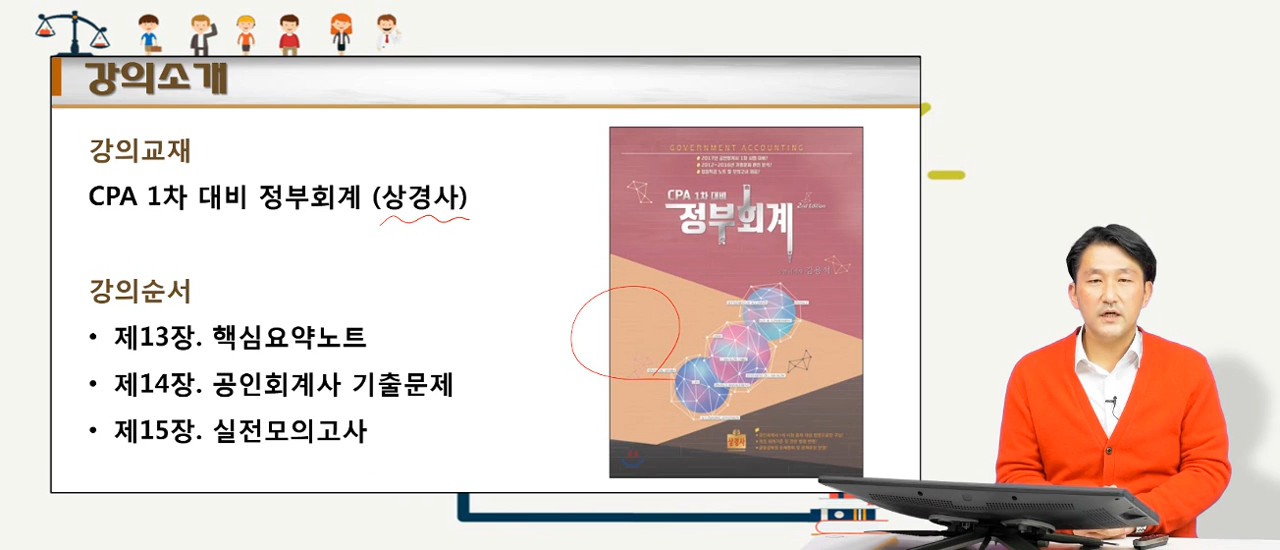 강의소개
강의교재
CPA 1차 대비 정부회계 (상경사)
강의순서
• 제13장. 핵심요약노트
• 제14장. 공인회계사 기출문제
• 제15장. 실전모의고사
GOVERNMENT ACCOUNTING
CPA 1차 대비
정부회계
2nd Edition
상경사